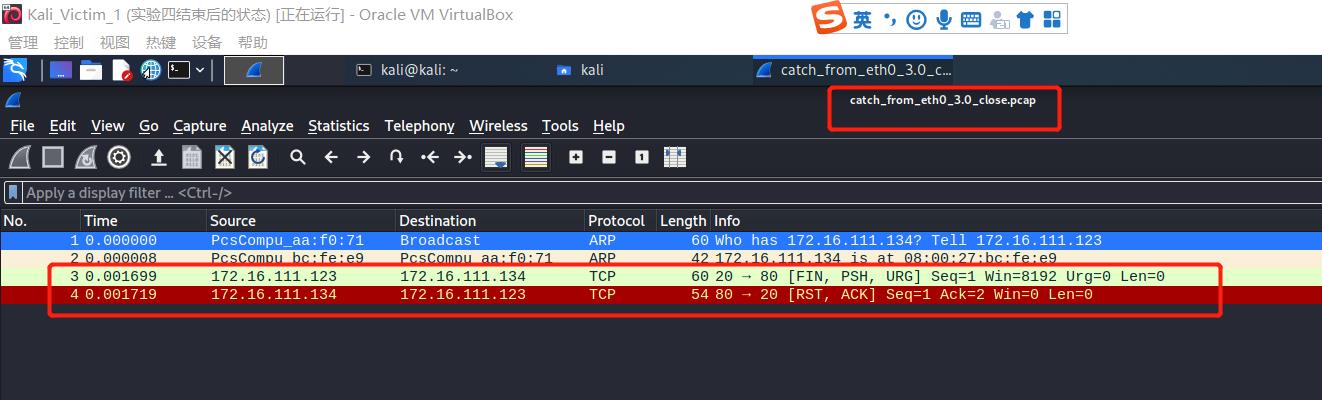 Kali_Victim_1 (实验四结束后的状态) [正在运行] - Oracle VM VirtualBox
英
管理 控制 视图 热键 设备 帮助
kali@kali: ~ kali catch_from_eth0_3.0_c...
catch_from_eth0_3.0_close.pcap
File Edit View Go Capture Analyze Statistics Telephony Wireless Tools Help
Apply a display filter ... <Ctrl-/>
No. Time Source Destination Protocol Length Info
1 0.000000 PcsCompu_aa:f0:71 Broadcast ARP 60 Who has 172.16.111.134? Tell 172.16.111.123
2 0.000008 PcsCompu_bc:fe:e9 PcsCompu_aa:f0:71 ARP 42 172.16.111.134 is at 08:00:27:bc:fe:e9
3 0.001699 172.16.111.123 172.16.111.134 TCP 60 20 → 80 [FIN, PSH, URG] Seq=1 Win=8192 Urg=0 Len=0
4 0.001719 172.16.111.134 172.16.111.123 TCP 54 80 → 20 [RST, ACK] Seq=1 Ack=2 Win=0 Len=0